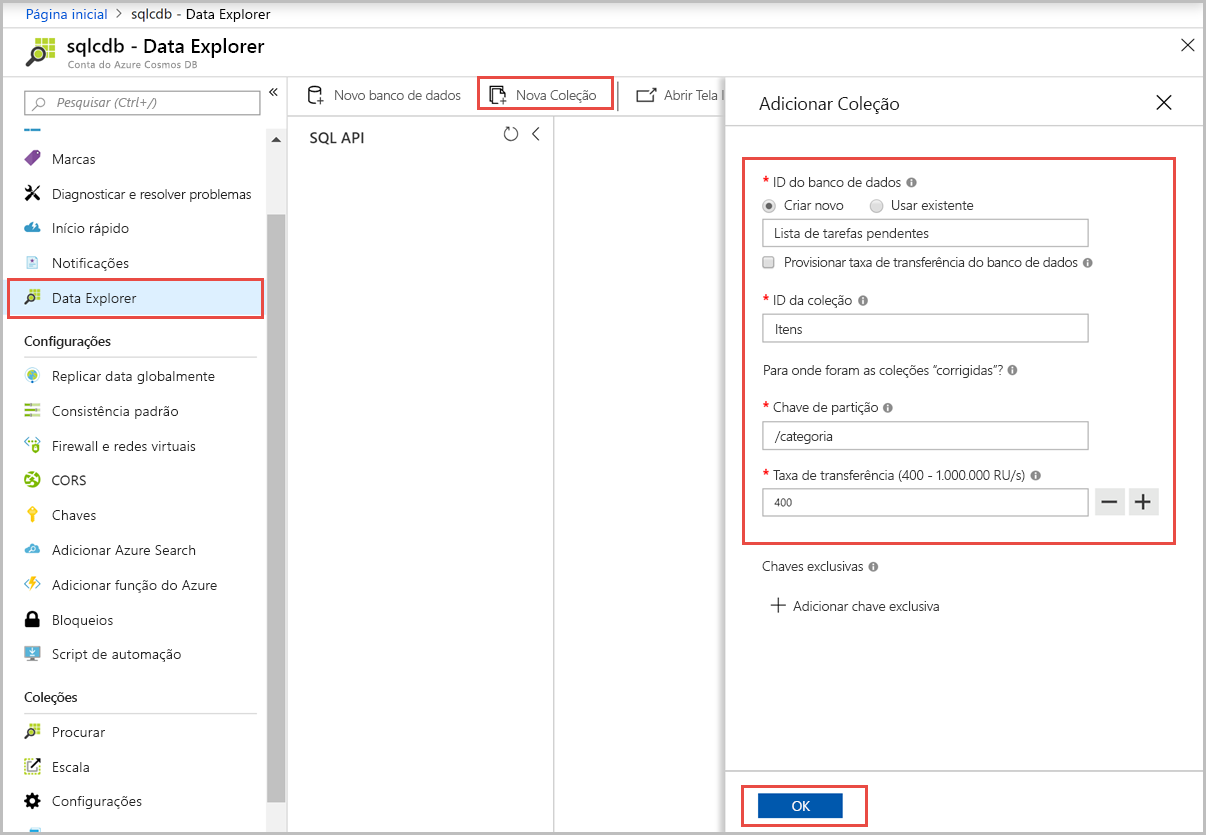 Página inicial > sqlcdb - Data Explorer
sqlcdb - Data Explorer
Conta do Azure Cosmos DB
Pesquisar (Ctrl+/)
Marcas
Diagnosticar e resolver problemas
Início rápido
Notificações
Data Explorer
Configurações
Replicar data globalmente
Consistência padrão
Firewall e redes virtuais
CORS
Chaves
Adicionar Azure Search
Adicionar função do Azure
Bloqueios
Script de automação
Coleções
Procurar
Escala
Configurações
Novo banco de dados
Nova Coleção
Abrir Tela
SQL API
Adicionar Coleção
* ID do banco de dados
Criar novo
Usar existente
Lista de tarefas pendentes
Provisionar taxa de transferência do banco de dados
* ID da coleção
Itens
Para onde foram as coleções “corrigidas”?
* Chave de partição
/categoria
* Taxa de transferência (400 - 1.000.000 RU/s)
400
Chaves exclusivas
Adicionar chave exclusiva
OK